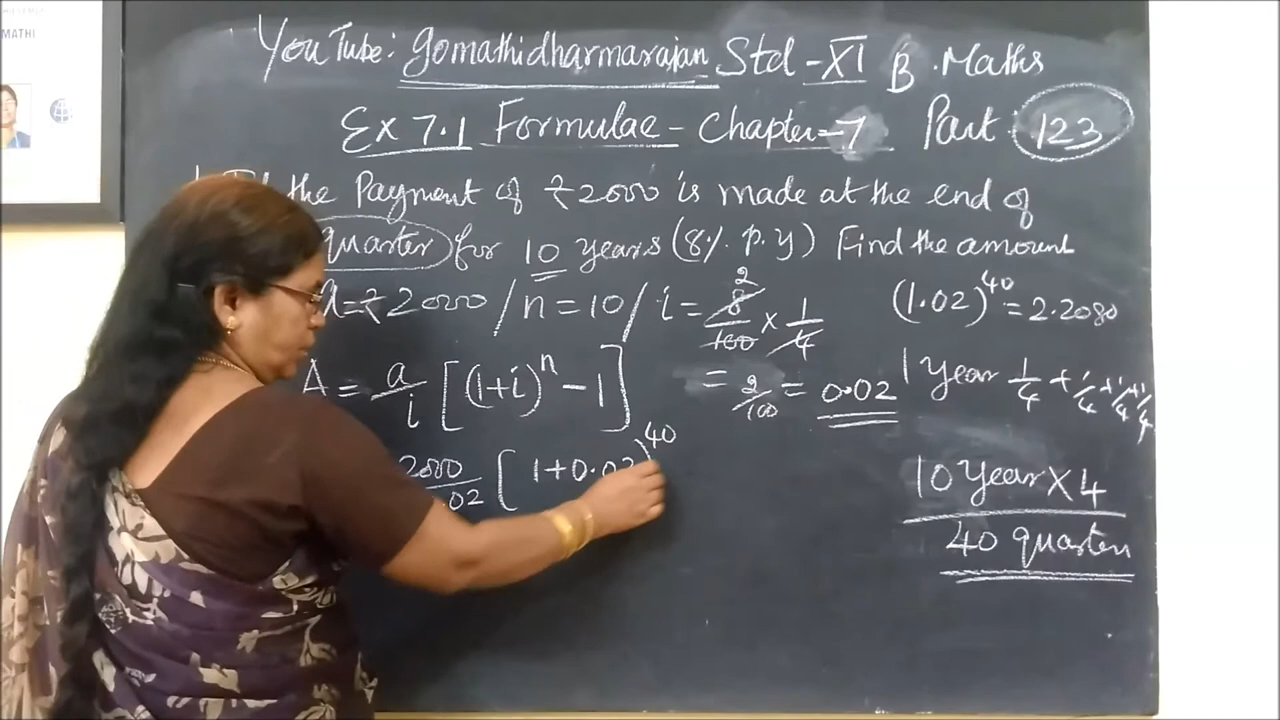 MATHI
YouTube: gomathidharmarajan Std-XI B.Maths
Ex 7.1 Formulae - Chapter-7 Part 123
the Payment of ₹2000 is made at the end of
quarter for 10 years (8% p.y) Find the amount
a=₹2000 / n=10 / i = 8/100 × 1/4 2
(1.02)^40 = 2.2080
= 2/100 = 0.02
1 year 1/4 + 1/4 + 1/4 + 1/4
A = a/i [(1+i)^n - 1]
2000/.02 [ 1+0.02)^40
10 year X 4
40 quarter